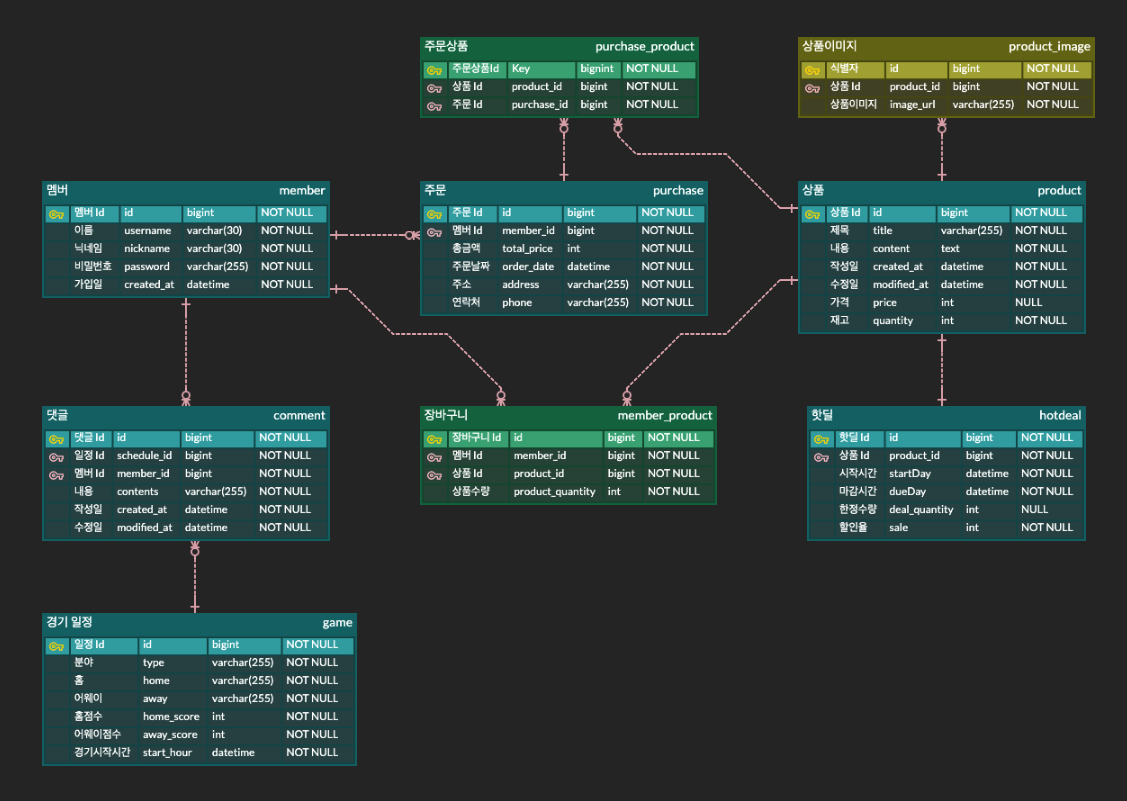 주문상품 purchase_product
주문상품Id Key bignint NOT NULL
상품 Id product_id bigint NOT NULL
주문 Id purchase_id bigint NOT NULL
상품이미지 product_image
식별자 id bigint NOT NULL
상품 Id product_id bigint NOT NULL
상품이미지 image_url varchar(255) NOT NULL
멤버 member
멤버 Id id bigint NOT NULL
이름 username varchar(30) NOT NULL
닉네임 nickname varchar(30) NOT NULL
비밀번호 password varchar(255) NOT NULL
가입일 created_at datetime NOT NULL
주문 purchase
주문 Id id bigint NOT NULL
멤버 Id member_id bigint NOT NULL
총금액 total_price int NOT NULL
주문날짜 order_date datetime NOT NULL
주소 address varchar(255) NOT NULL
연락처 phone varchar(255) NOT NULL
상품 product
상품 Id id bigint NOT NULL
제목 title varchar(255) NOT NULL
내용 content text NOT NULL
작성일 created_at datetime NOT NULL
수정일 modified_at datetime NOT NULL
가격 price int NULL
재고 quantity int NOT NULL
댓글 comment
댓글 Id id bigint NOT NULL
일정 Id schedule_id bigint NOT NULL
멤버 Id member_id bigint NOT NULL
내용 contents varchar(255) NOT NULL
작성일 created_at datetime NOT NULL
수정일 modified_at datetime NOT NULL
장바구니 member_product
장바구니 Id id bigint NOT NULL
멤버 Id member_id bigint NOT NULL
상품 Id product_id bigint NOT NULL
상품수량 product_quantity int NOT NULL
핫딜 hotdeal
핫딜 Id id bigint NOT NULL
상품 Id product_id bigint NOT NULL
시작시간 startDay datetime NOT NULL
마감시간 dueDay datetime NOT NULL
한정수량 deal_quantity int NULL
할인율 sale int NOT NULL
경기 일정 game
일정 Id id bigint NOT NULL
분야 type varchar(255) NOT NULL
홈 home varchar(255) NOT NULL
어웨이 away varchar(255) NOT NULL
홈점수 home_score int NOT NULL
어웨이점수 away_score int NOT NULL
경기시작시간 start_hour datetime NOT NULL